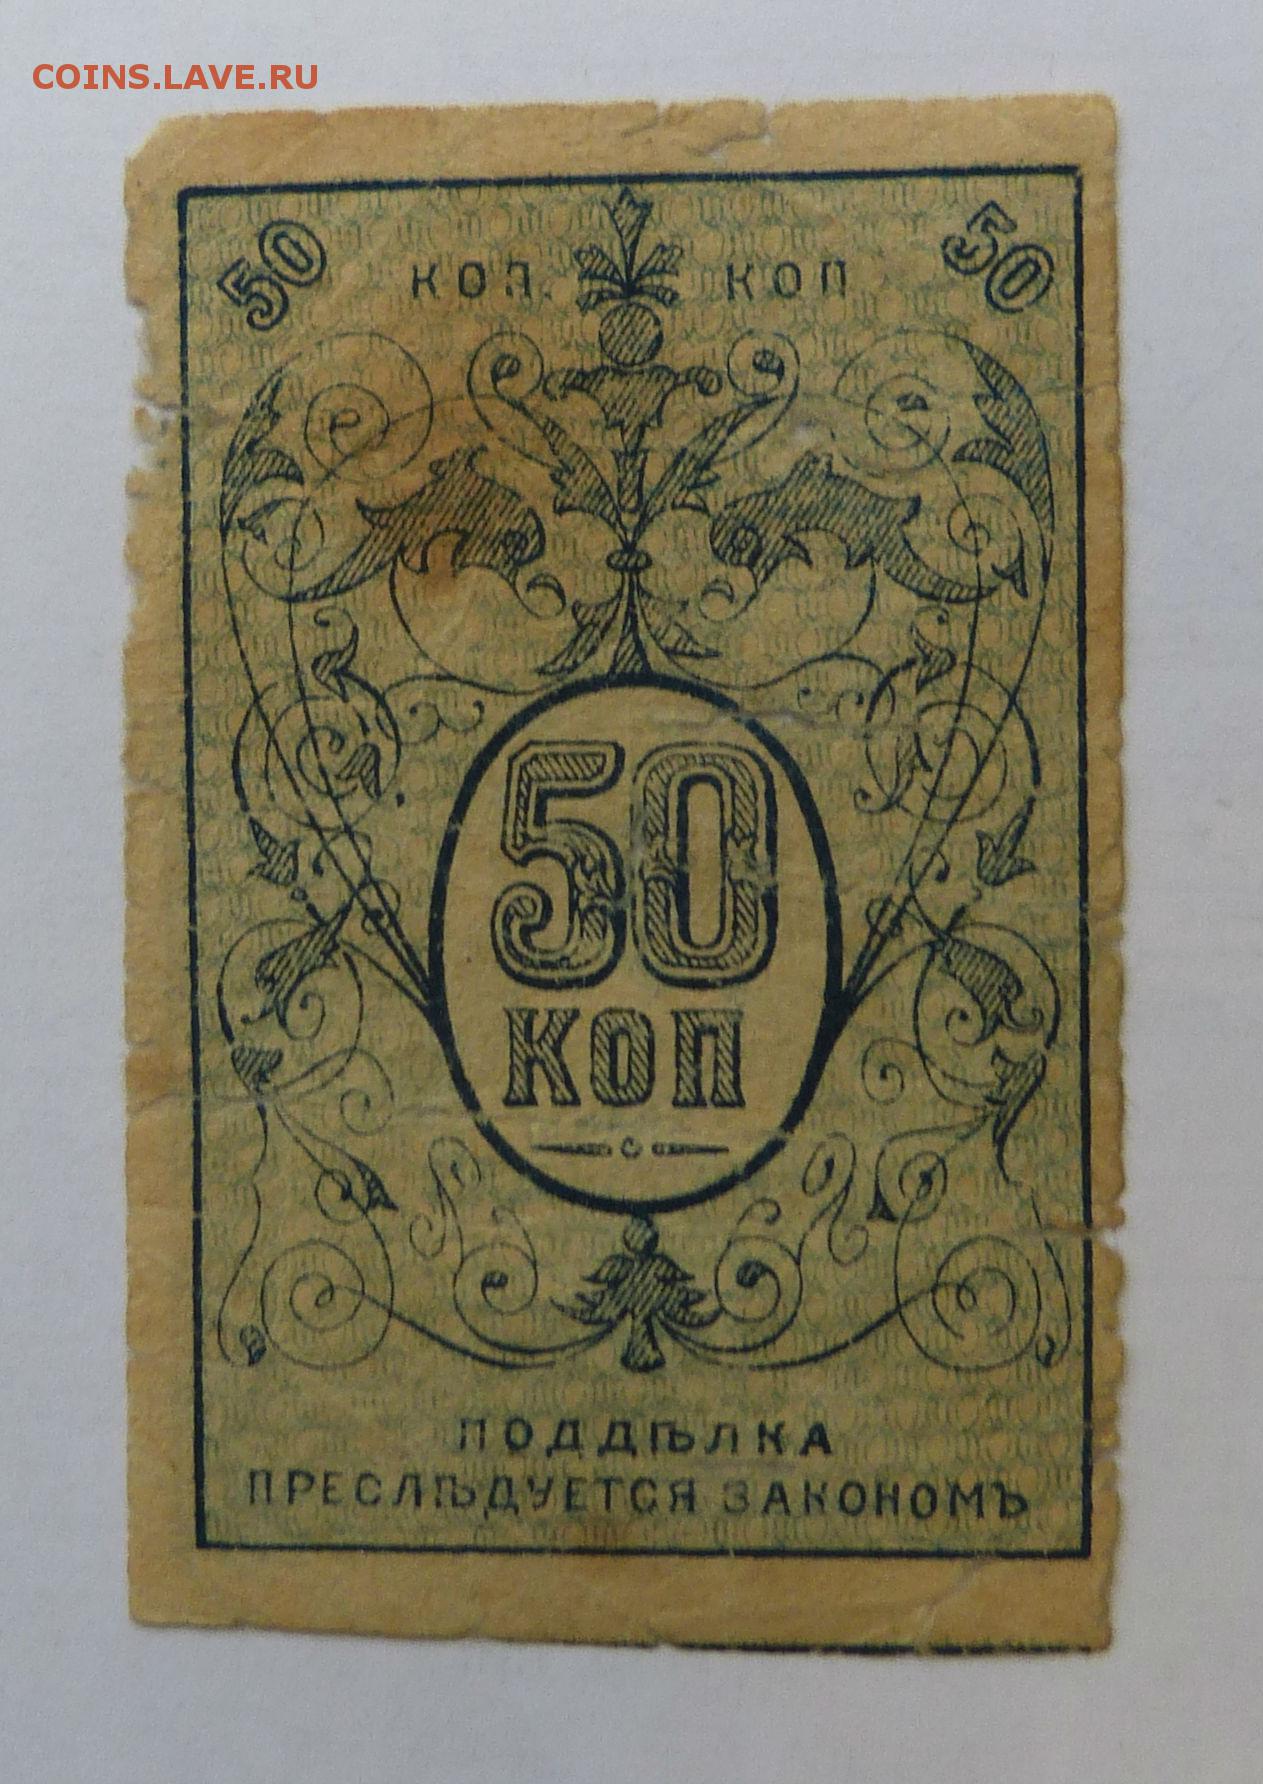 COINS.LAVE.RU
50 КОП. КОП 50
50
КОП
ПОДДѢЛКА
ПРЕСЛѢДУЕТСЯ ЗАКОНОМЪ